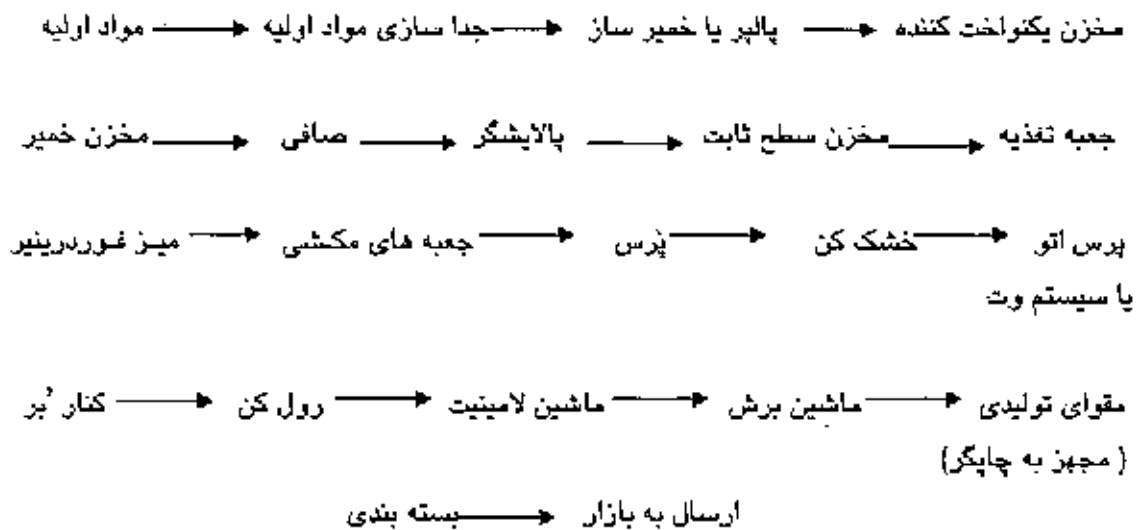 مواد اولیه ⟶ جدا سازی مواد اولیه ⟶ پالپر یا خمیر ساز ⟶ مخزن یکنواخت کننده
مخزن خمیر ⟶ صافی ⟶ پالایشگر ⟶ مخزن سطح ثابت ⟶ جعبه تغذیه
میز فوردرینیر ⟶ جعبه های مکشی ⟶ پرس ⟶ خشک کن ⟶ پرس اتو
یا سیستم وت
کنار بر ⟶ رول کن ⟶ ماشین لامینیت ⟶ ماشین برش ⟶ مقوای تولیدی
( مجهز به چاپگر)
بسته بندی ⟶ ارسال به بازار